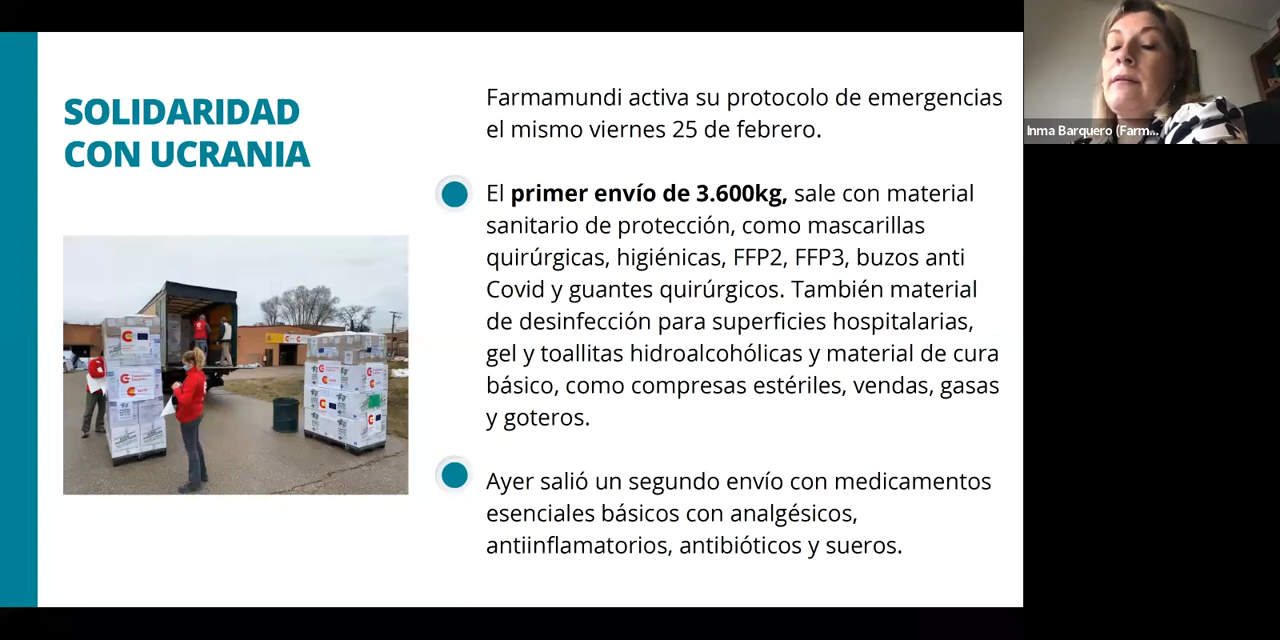 SOLIDARIDAD
CON UCRANIA
Farmamundi activa su protocolo de emergencias
el mismo viernes 25 de febrero.
El primer envío de 3.600kg, sale con material
sanitario de protección, como mascarillas
quirúrgicas, higiénicas, FFP2, FFP3, buzos anti
Covid y guantes quirúrgicos. También material
de desinfección para superficies hospitalarias,
gel y toallitas hidroalcohólicas y material de cura
básico, como compresas estériles, vendas, gasas
y goteros.
Ayer salió un segundo envío con medicamentos
esenciales básicos con analgésicos,
antiinflamatorios, antibióticos y sueros.
Inma Barquero (Farm...